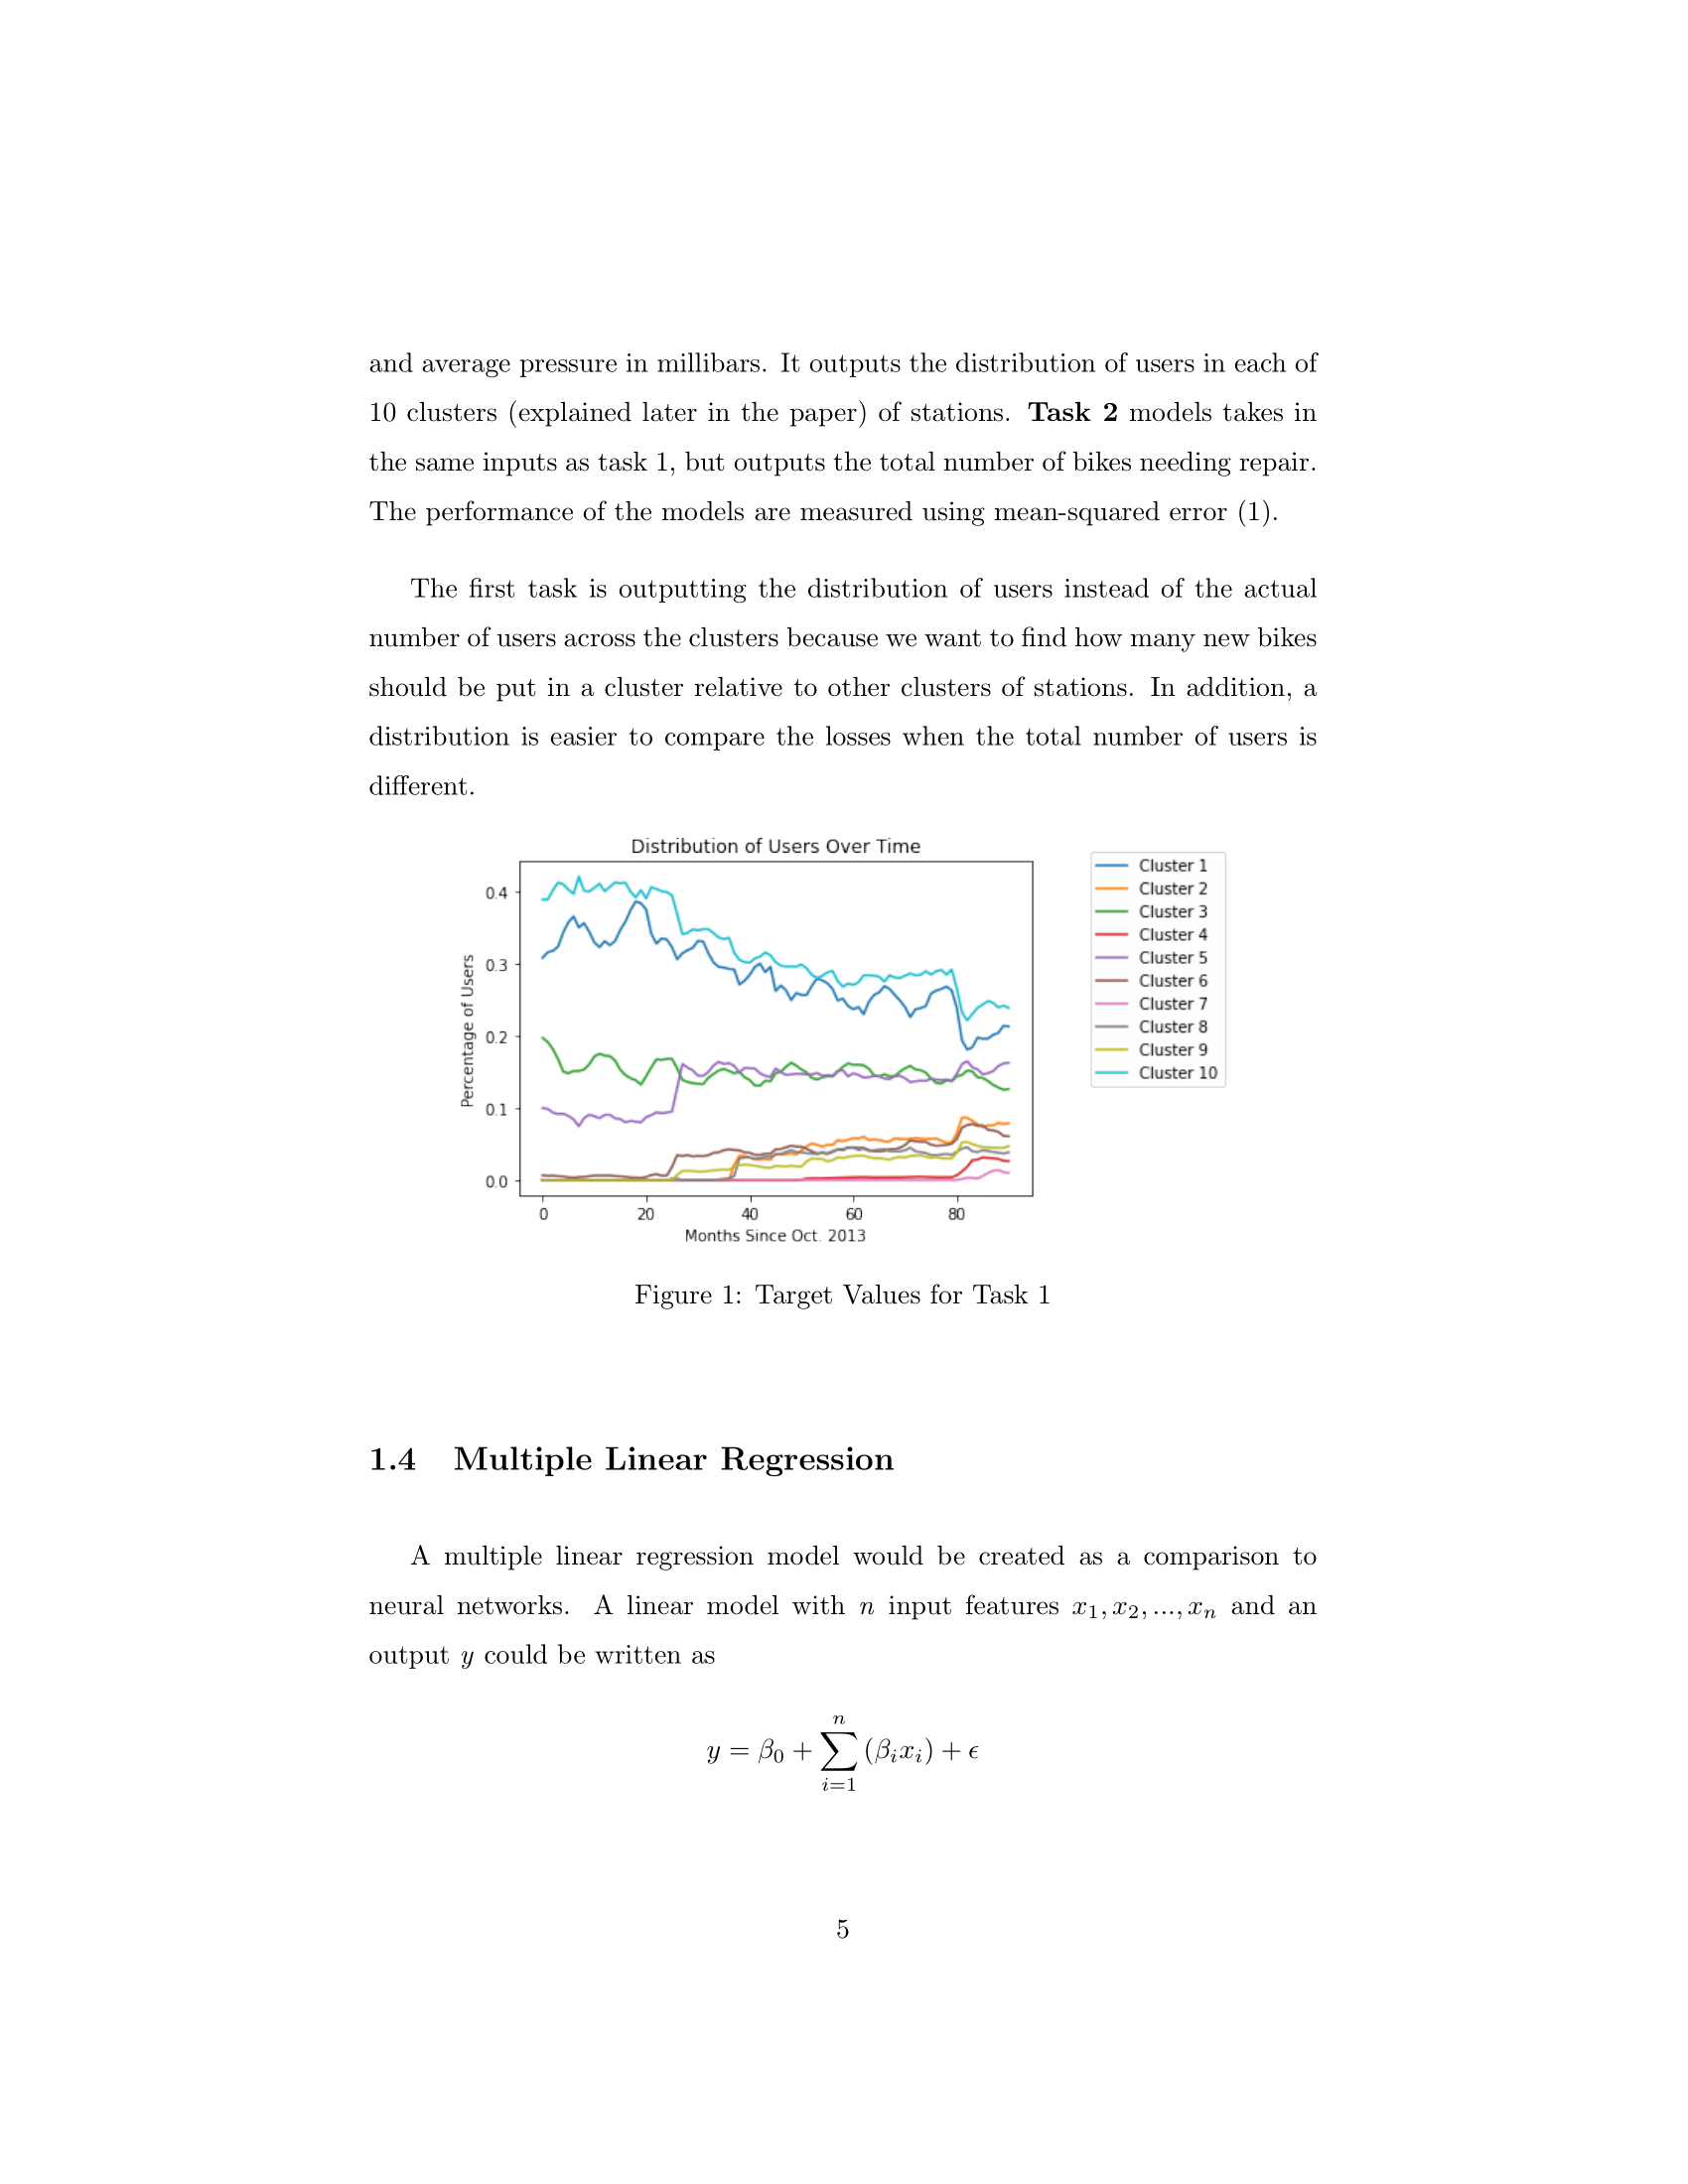 and average pressure in millibars. It outputs the distribution of users in each of
10 clusters (explained later in the paper) of stations. Task 2 models takes in
the same inputs as task 1, but outputs the total number of bikes needing repair.
The performance of the models are measured using mean-squared error (1).
The first task is outputting the distribution of users instead of the actual
number of users across the clusters because we want to find how many new bikes
should be put in a cluster relative to other clusters of stations. In addition, a
distribution is easier to compare the losses when the total number of users is
different.
Distribution of Users Over Time
Percentage of Users
0.4
0.3
0.2
0.1
0.0
0 20 40 60 80
Months Since Oct. 2013
Cluster 1
Cluster 2
Cluster 3
Cluster 4
Cluster 5
Cluster 6
Cluster 7
Cluster 8
Cluster 9
Cluster 10
Figure 1: Target Values for Task 1
1.4 Multiple Linear Regression
A multiple linear regression model would be created as a comparison to
neural networks. A linear model with n input features x₁, x₂, ..., xₙ and an
output y could be written as
y = β₀ + ∑ⁿᵢ₌₁ (βᵢxᵢ) + ϵ
5